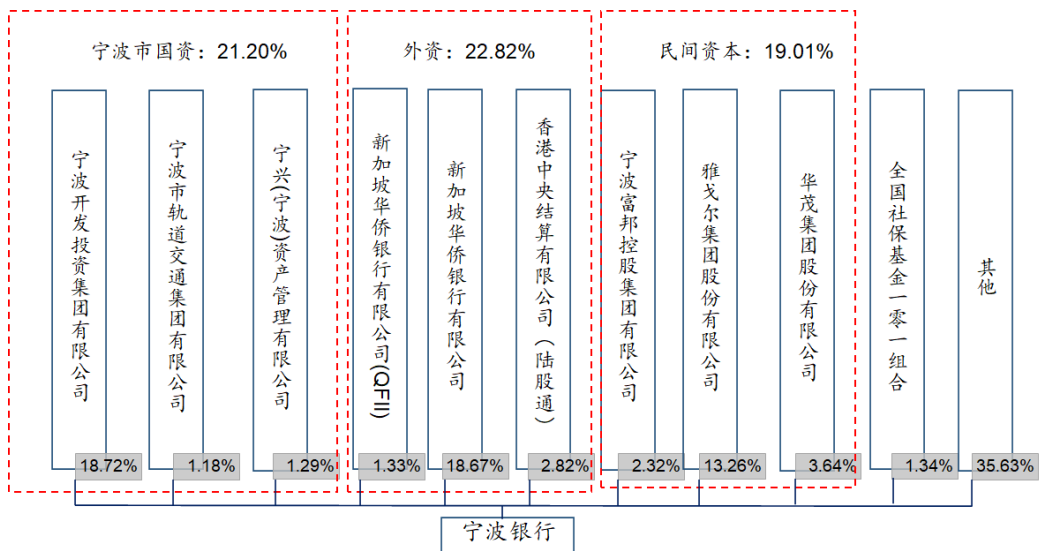 宁波市国资：21.20%
外资：22.82%
民间资本：19.01%
宁波开发投资集团有限公司
宁波市轨道交通集团有限公司
宁兴(宁波)资产管理有限公司
新加坡华侨银行有限公司(QFII)
新加坡华侨银行有限公司
香港中央结算有限公司（陆股通）
宁波富邦控股集团有限公司
雅戈尔集团股份有限公司
华茂集团股份有限公司
全国社保基金一零一组合
其他
18.72%
1.18%
1.29%
1.33%
18.67%
2.82%
2.32%
13.26%
3.64%
1.34%
35.63%
宁波银行